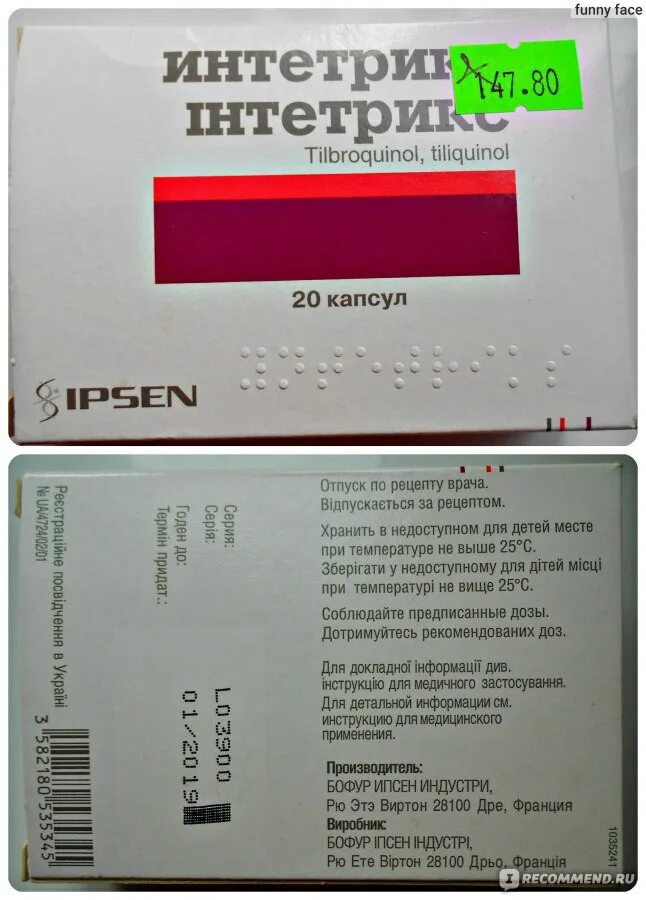 funny face
интетрикс
147.80
інтетрикс
Tilbroquinol, tiliquinol
20 капсул
IPSEN
Отпуск по рецепту врача.
Відпускається за рецептом.
Хранить в недоступном для детей месте
при температуре не выше 25°С.
Зберігати у недоступному для дітей місці
при температурі не вище 25°С.
Соблюдайте предписанные дозы.
Дотримуйтесь рекомендованих доз.
Для докладної інформації див.
інструкцію для медичного застосування.
Для детальной информации см.
инструкцию для медицинского
применения.
Производитель:
БОФУР ИПСЕН ИНДУСТРИ,
Рю Этэ Виртон 28100 Дре, Франция
Виробник:
БОФУР ІПСЕН ІНДУСТРІ,
Рю Ете Віртон 28100 Дрьо, Франція
Серия:
Серія:
Годен до:
Термін придат.:
L03900
01/2019
Реєстраційне посвідчення в Україні
№ UA/4724/02/01
3 582180 535345
1035241
IRECOMMEND.RU